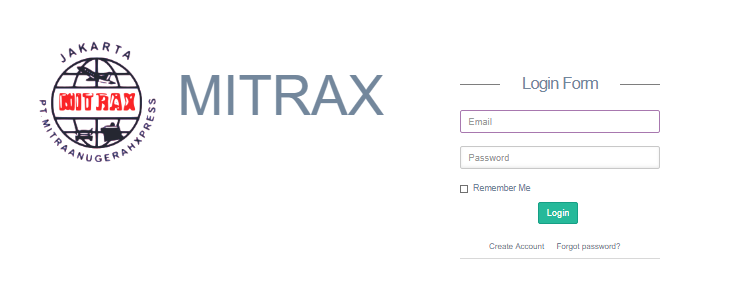 JAKARTA
MITRAX
PT MITRAANUGERAHXPRESS
MITRAX
Login Form
Email
Password
Remember Me
Login
Create Account Forgot password?